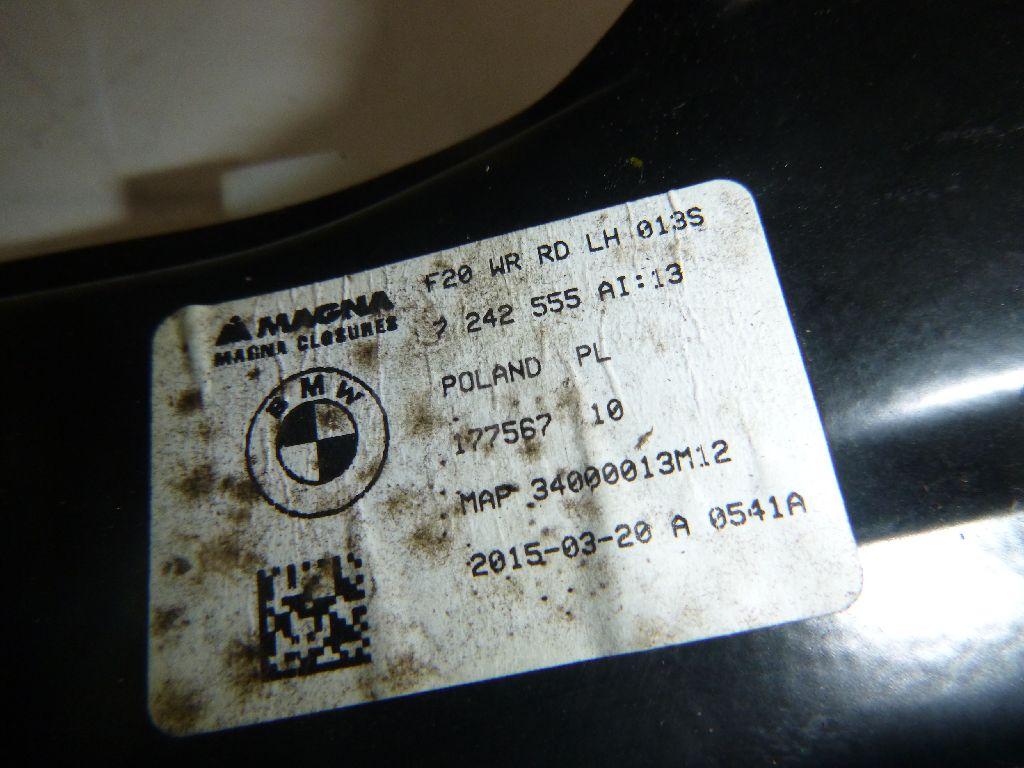 MAGNA
MAGNA CLOSURES
BMW
F20 WR RD LH 013S
7 242 555 AI:13
POLAND PL
177567 10
MAP 34000013M12
2015-03-20 A 0541A